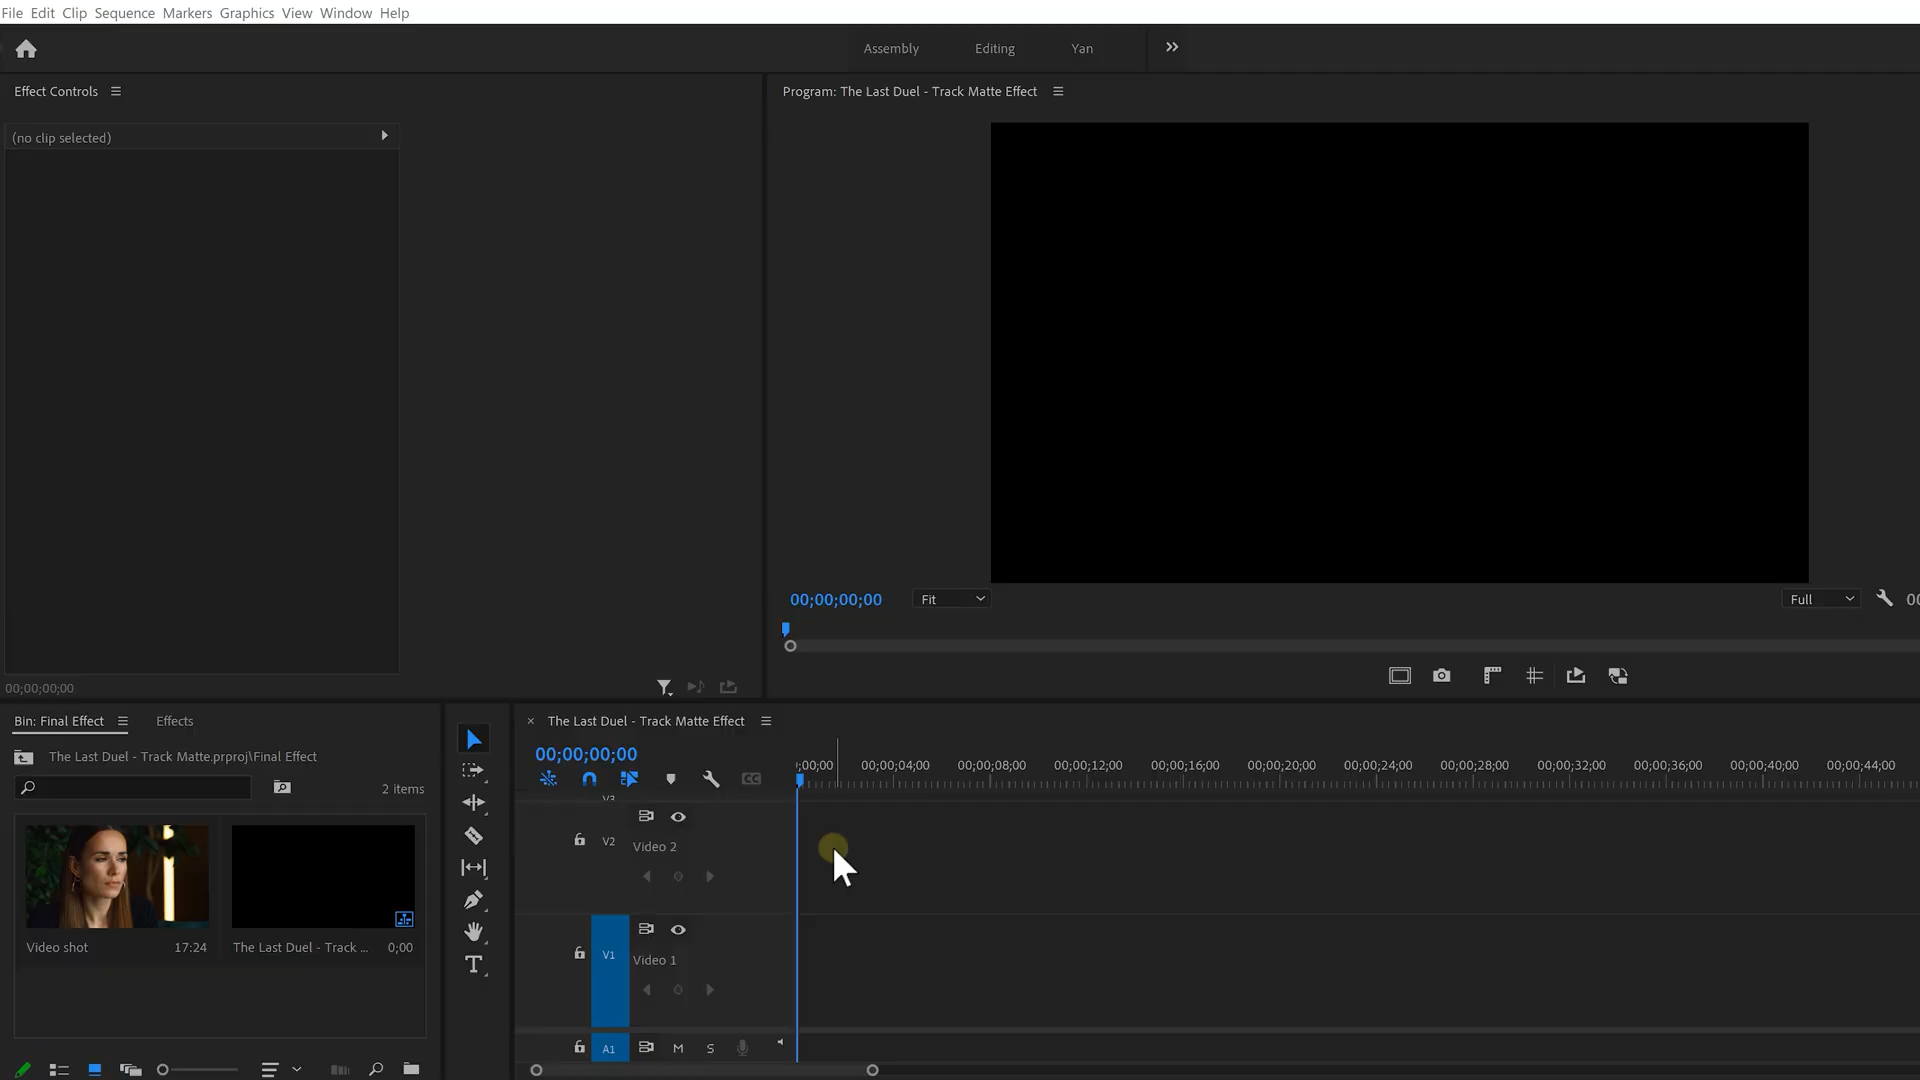 File Edit Clip Sequence Markers Graphics View Window Help
Assembly Editing Yan
Effect Controls
Program: The Last Duel - Track Matte Effect
(no clip selected)
00;00;00;00 Fit Full
00;00;00;00
Bin: Final Effect Effects
The Last Duel - Track Matte Effect
The Last Duel - Track Matte.prproj\Final Effect
00;00;00;00
;00;00 00;00;04;00 00;00;08;00 00;00;12;00 00;00;16;00 00;00;20;00 00;00;24;00 00;00;28;00 00;00;32;00 00;00;36;00 00;00;40;00 00;00;44;00
CC
2 items
V2
Video 2
Video shot 17:24
The Last Duel - Track ... 0;00
V1
Video 1
A1 M S